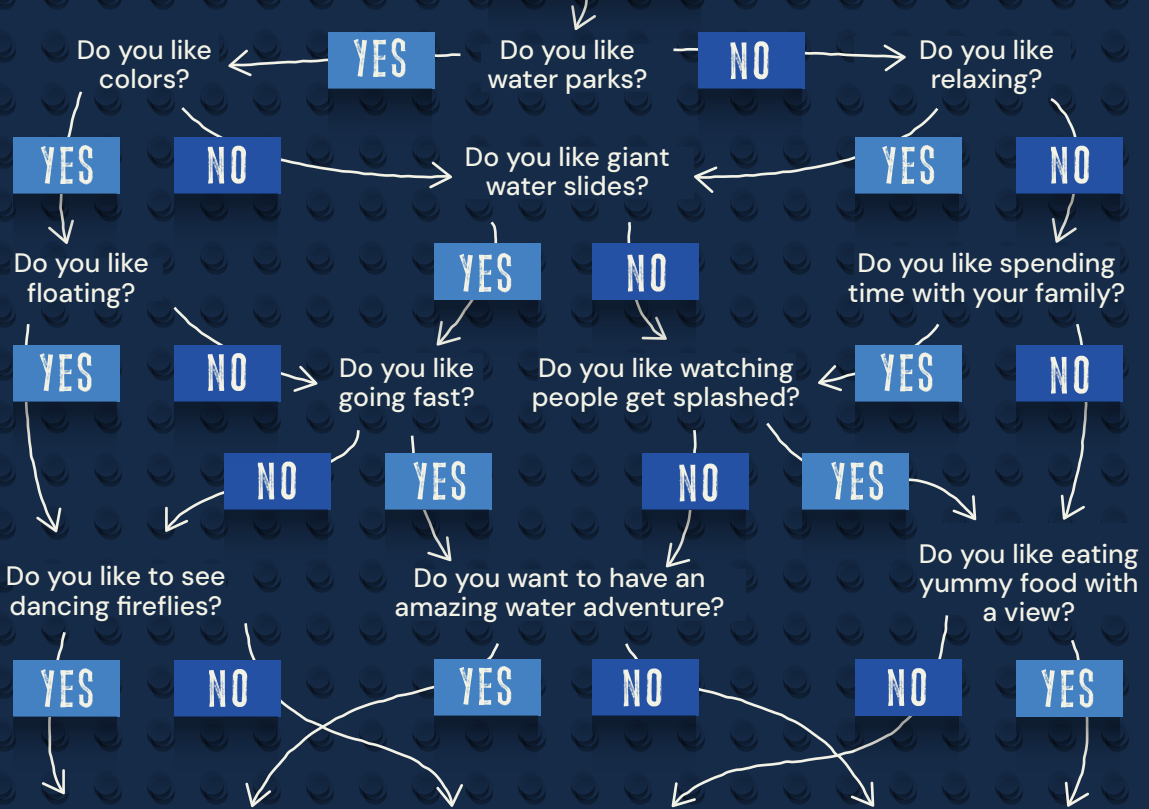 Do you like
colors?
YES
Do you like
water parks?
NO
Do you like
relaxing?
YES
NO
Do you like giant
water slides?
YES
NO
Do you like
floating?
YES
NO
Do you like spending
time with your family?
YES
NO
Do you like
going fast?
Do you like watching
people get splashed?
YES
NO
NO
YES
NO
YES
Do you like to see
dancing fireflies?
Do you want to have an
amazing water adventure?
Do you like eating
yummy food with
a view?
YES
NO
YES
NO
NO
YES